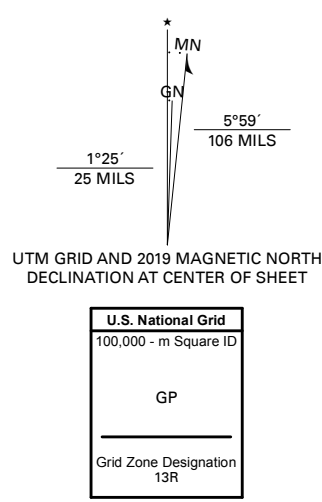 ★
MN
GN
5°59´
106 MILS
1°25´
25 MILS
UTM GRID AND 2019 MAGNETIC NORTH
DECLINATION AT CENTER OF SHEET
U.S. National Grid
100,000 - m Square ID
GP
Grid Zone Designation
13R